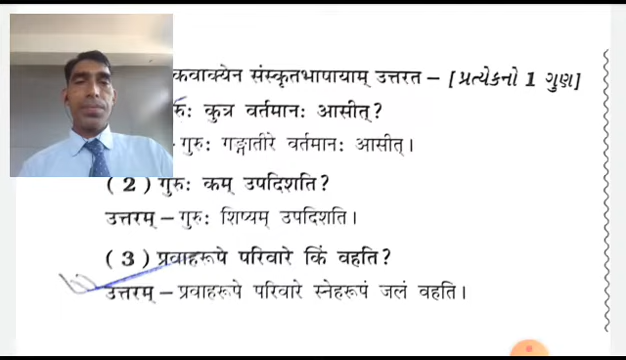 कवाक्येन संस्कृतभाषायाम् उत्तरत – [પ્રત્યેકનો 1 ગુણ]
रुः कुत्र वर्तमानः आसीत्?
– गुरुः गङ्गातीरे वर्तमानः आसीत्।
(2) गुरुः कम् उपदिशति?
उत्तरम् – गुरुः शिष्यम् उपदिशति।
(3) प्रवाहरूपे परिवारे किं वहति?
उत्तरम् – प्रवाहरूपे परिवारे स्नेहरूपं जलं वहति।